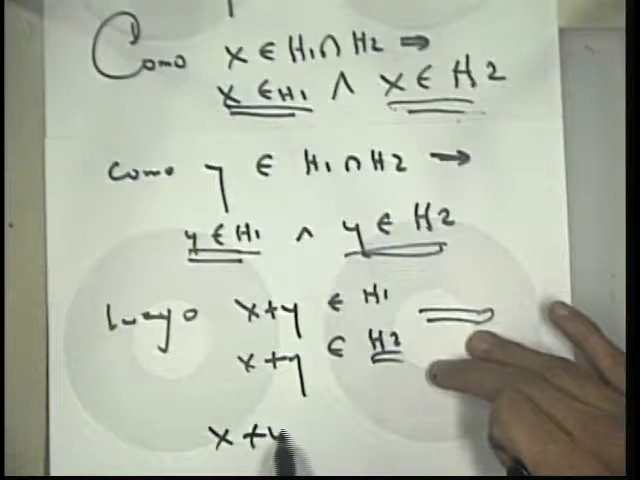 Como x ∈ H1 ∩ H2 ⇒
x ∈ H1 ∧ x ∈ H2
Como y ∈ H1 ∩ H2 →
y ∈ H1 ∧ y ∈ H2
luego x+y ∈ H1 ⇒
x+y ∈ H2
x+y